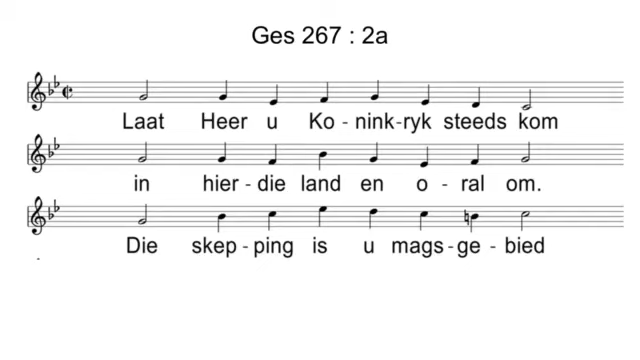 Ges 267 : 2a
Laat Heer u Ko - nink-ryk steeds kom
in hier-die land en o - ral om.
Die skep-ping is u mags-ge-bied